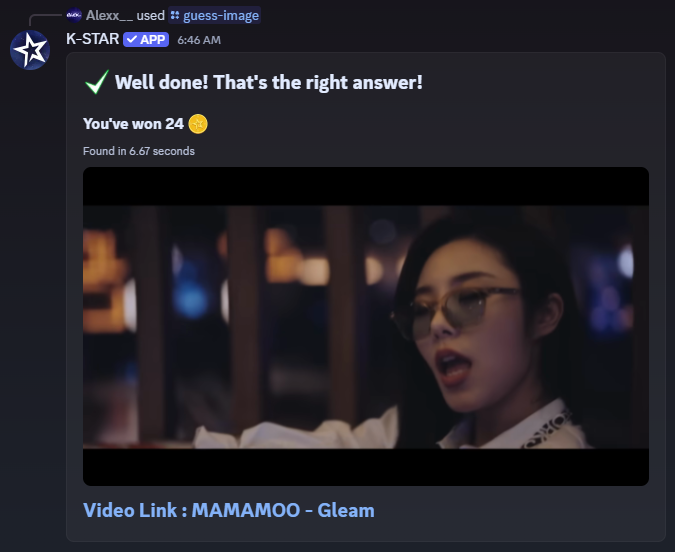 Alexx__ used guess-image
K-STAR ✓ APP 6:46 AM
Well done! That's the right answer!
You've won 24
Found in 6.67 seconds
Video Link : MAMAMOO - Gleam